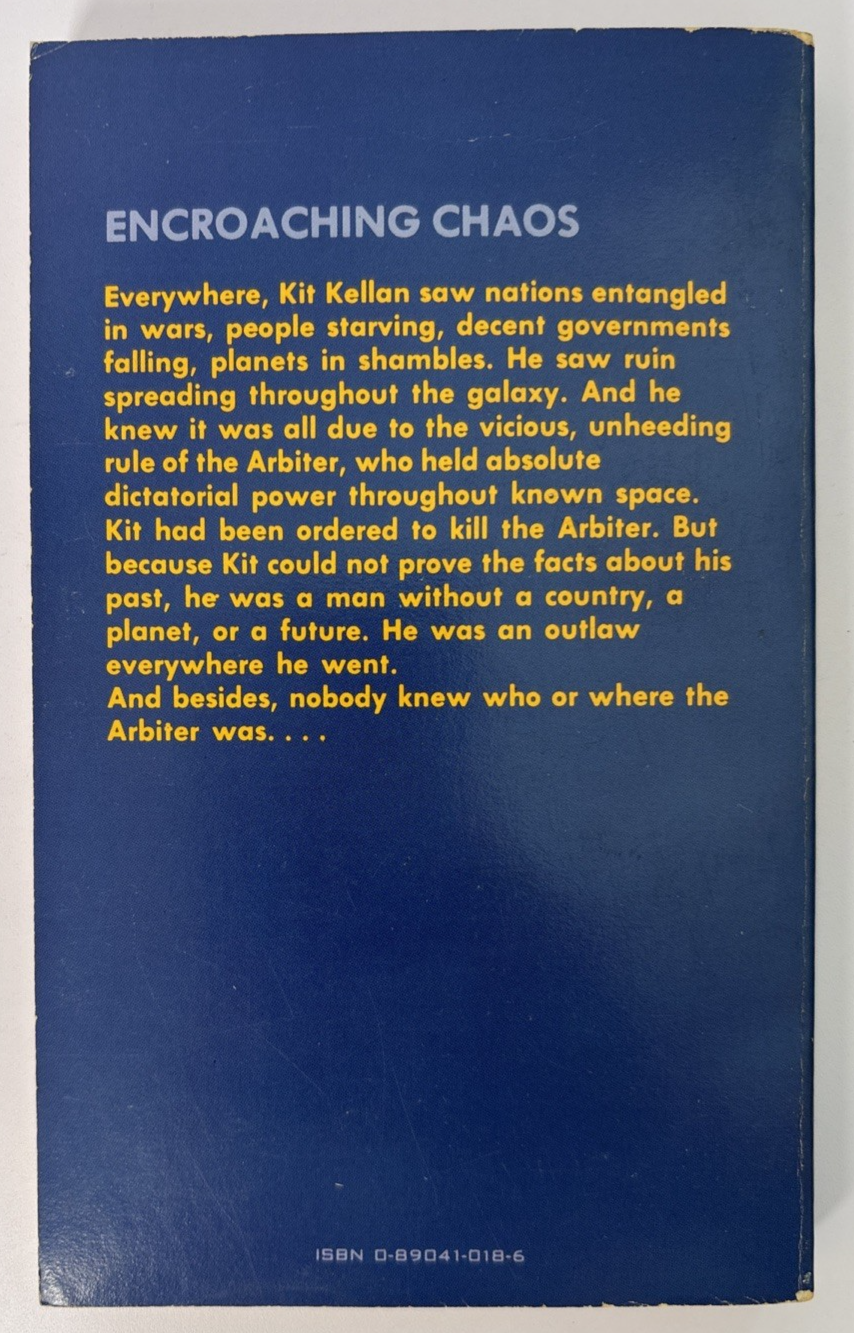 ENCROACHING CHAOS
Everywhere, Kit Kellan saw nations entangled
in wars, people starving, decent governments
falling, planets in shambles. He saw ruin
spreading throughout the galaxy. And he
knew it was all due to the vicious, unheeding
rule of the Arbiter, who held absolute
dictatorial power throughout known space.
Kit had been ordered to kill the Arbiter. But
because Kit could not prove the facts about his
past, he was a man without a country, a
planet, or a future. He was an outlaw
everywhere he went.
And besides, nobody knew who or where the
Arbiter was. . . .
ISBN 0-89041-018-6